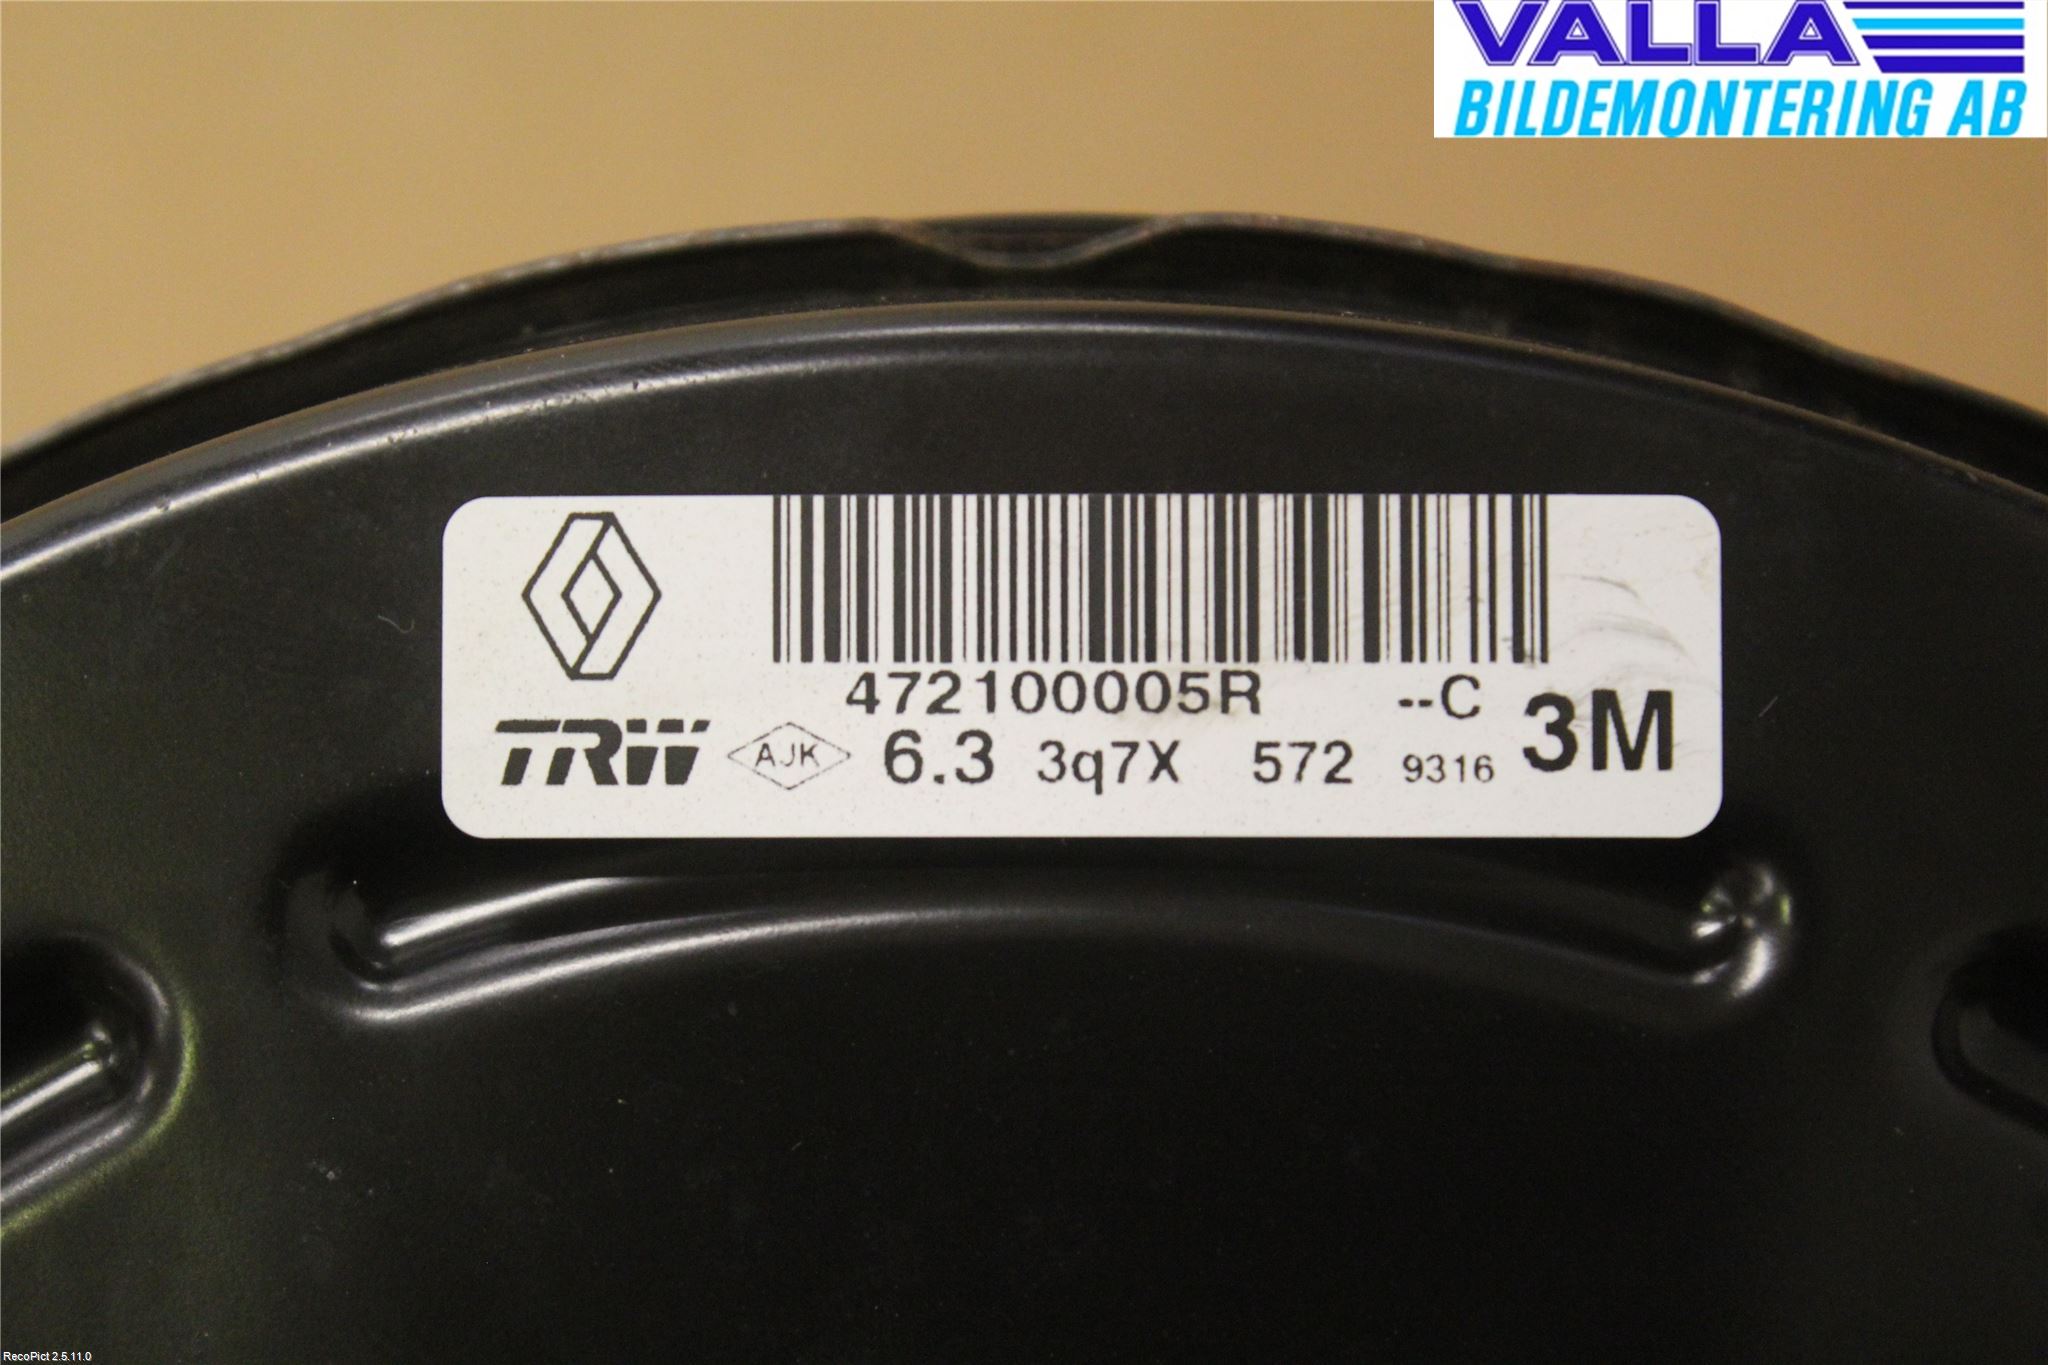 VALLA
BILDEMONTERING AB
472100005R --C
TRW AJK 6.3 3q7X 572 9316 3M
RecoPict 2.5.11.0